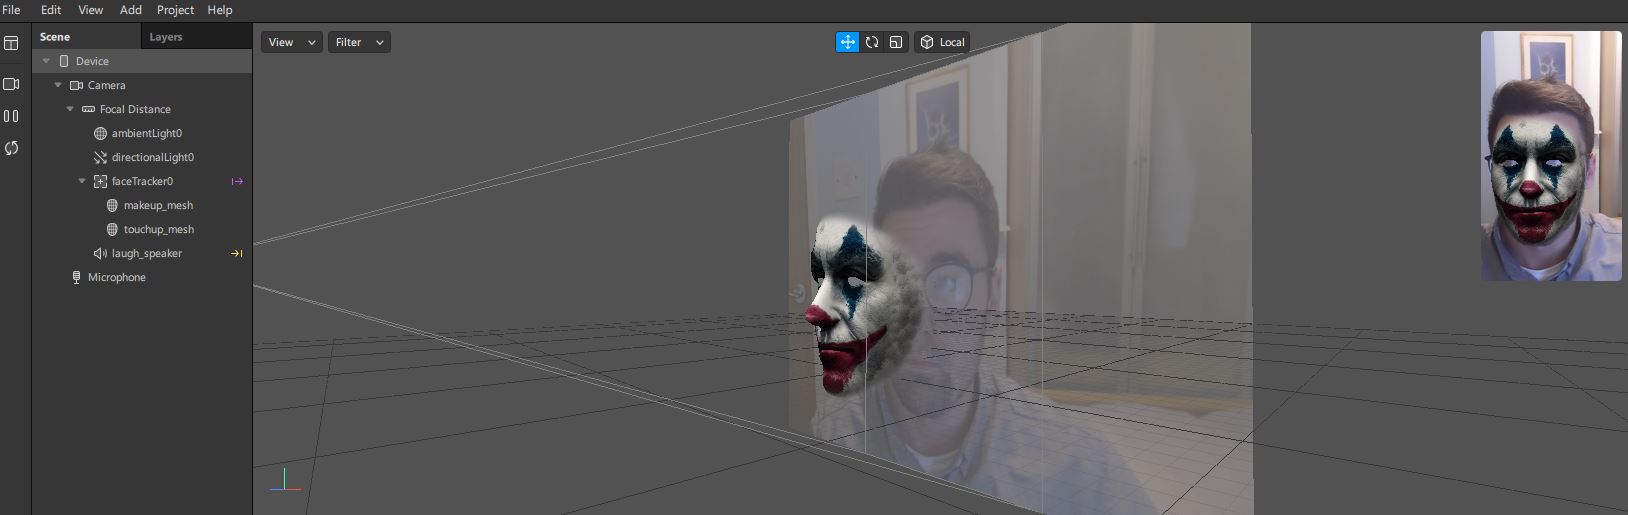 File Edit View Add Project Help
Scene Layers
View Filter Local
Device
Camera
Focal Distance
ambientLight0
directionalLight0
faceTracker0
makeup_mesh
touchup_mesh
laugh_speaker
Microphone